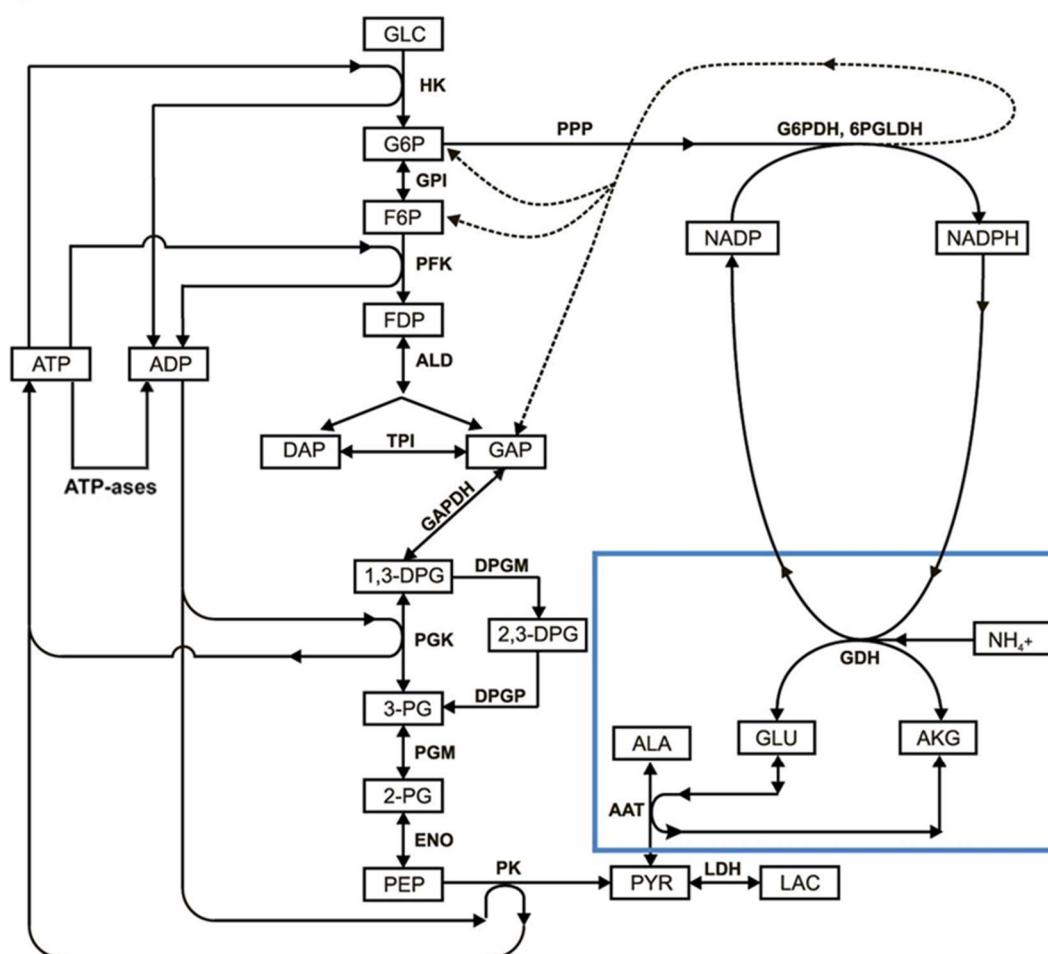 GLC
HK
G6P
PPP
G6PDH, 6PGLDH
GPI
F6P
NADP
NADPH
PFK
FDP
ATP
ADP
ALD
DAP
TPI
GAP
ATP-ases
GAPDH
1,3-DPG
DPGM
PGK
2,3-DPG
NH₄+
GDH
3-PG
DPGP
ALA
GLU
AKG
PGM
2-PG
AAT
ENO
PEP
PK
PYR
LDH
LAC